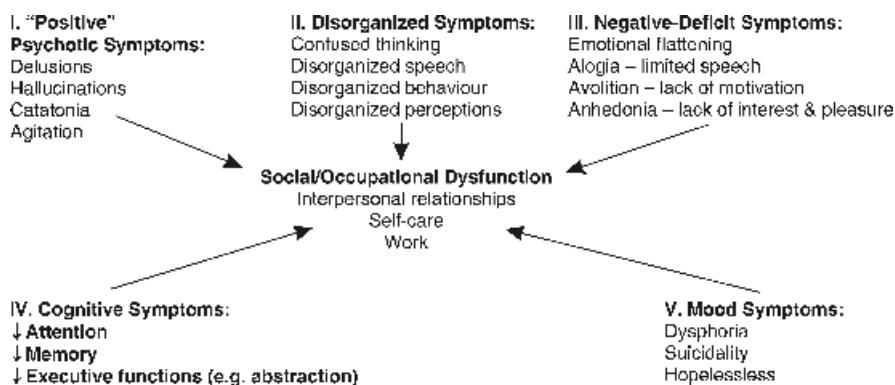 I. "Positive"
Psychotic Symptoms:
Delusions
Hallucinations
Catatonia
Agitation
II. Disorganized Symptoms:
Confused thinking
Disorganized speech
Disorganized behaviour
Disorganized perceptions
III. Negative-Deficit Symptoms:
Emotional flattening
Alogia – limited speech
Avolition – lack of motivation
Anhedonia – lack of interest & pleasure
Social/Occupational Dysfunction
Interpersonal relationships
Self-care
Work
IV. Cognitive Symptoms:
↓ Attention
↓ Memory
↓ Executive functions (e.g. abstraction)
V. Mood Symptoms:
Dysphoria
Suicidality
Hopelessless